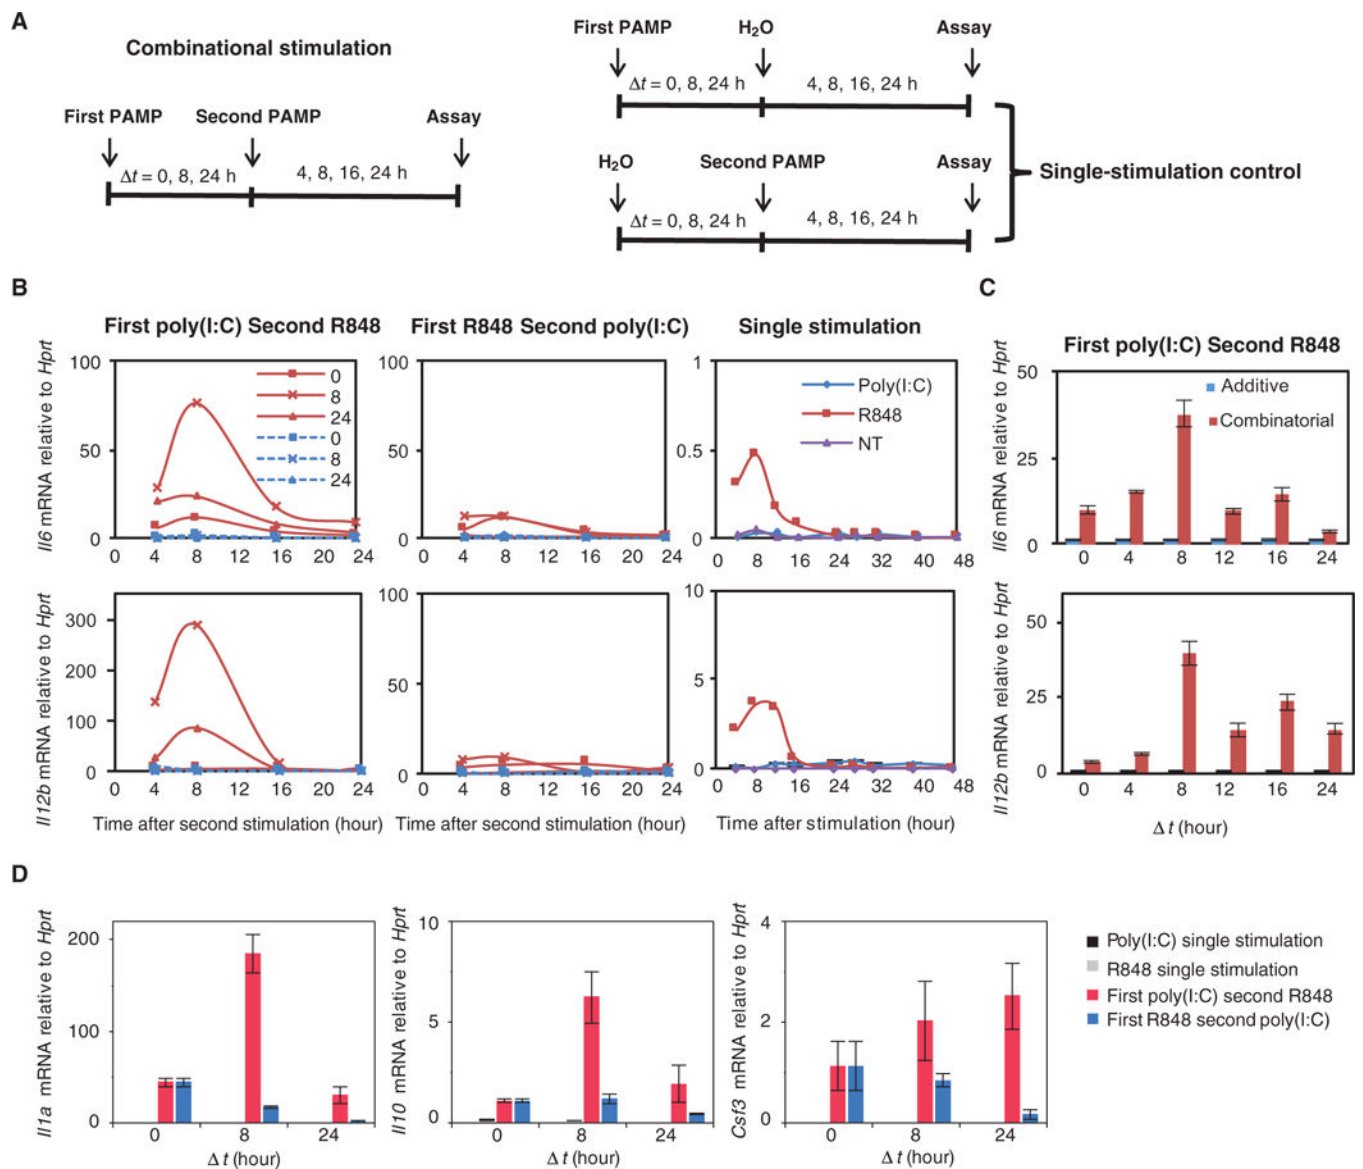 A
Combinational stimulation
First PAMP Second PAMP Assay
Δt = 0, 8, 24 h 4, 8, 16, 24 h
First PAMP H2O Assay
Δt = 0, 8, 24 h 4, 8, 16, 24 h
H2O Second PAMP Assay
Δt = 0, 8, 24 h 4, 8, 16, 24 h
Single-stimulation control
B
First poly(I:C) Second R848
Il6 mRNA relative to Hprt
100
50
0
0 4 8 12 16 20 24
0
8
24
0
8
24
First R848 Second poly(I:C)
100
50
0
0 4 8 12 16 20 24
Single stimulation
1
0.5
0
0 8 16 24 32 40 48
Poly(I:C)
R848
NT
Il12b mRNA relative to Hprt
300
200
100
0
0 4 8 12 16 20 24
Time after second stimulation (hour)
100
50
0
0 4 8 12 16 20 24
Time after second stimulation (hour)
10
5
0
0 8 16 24 32 40 48
Time after stimulation (hour)
C
First poly(I:C) Second R848
Il6 mRNA relative to Hprt
50
25
0
0 4 8 12 16 24
Additive
Combinatorial
Il12b mRNA relative to Hprt
50
25
0
0 4 8 12 16 24
Δ t (hour)
D
Il1a mRNA relative to Hprt
200
100
0
0 8 24
Δ t (hour)
Il10 mRNA relative to Hprt
10
5
0
0 8 24
Δ t (hour)
Csf3 mRNA relative to Hprt
4
2
0
0 8 24
Δ t (hour)
Poly(I:C) single stimulation
R848 single stimulation
First poly(I:C) second R848
First R848 second poly(I:C)